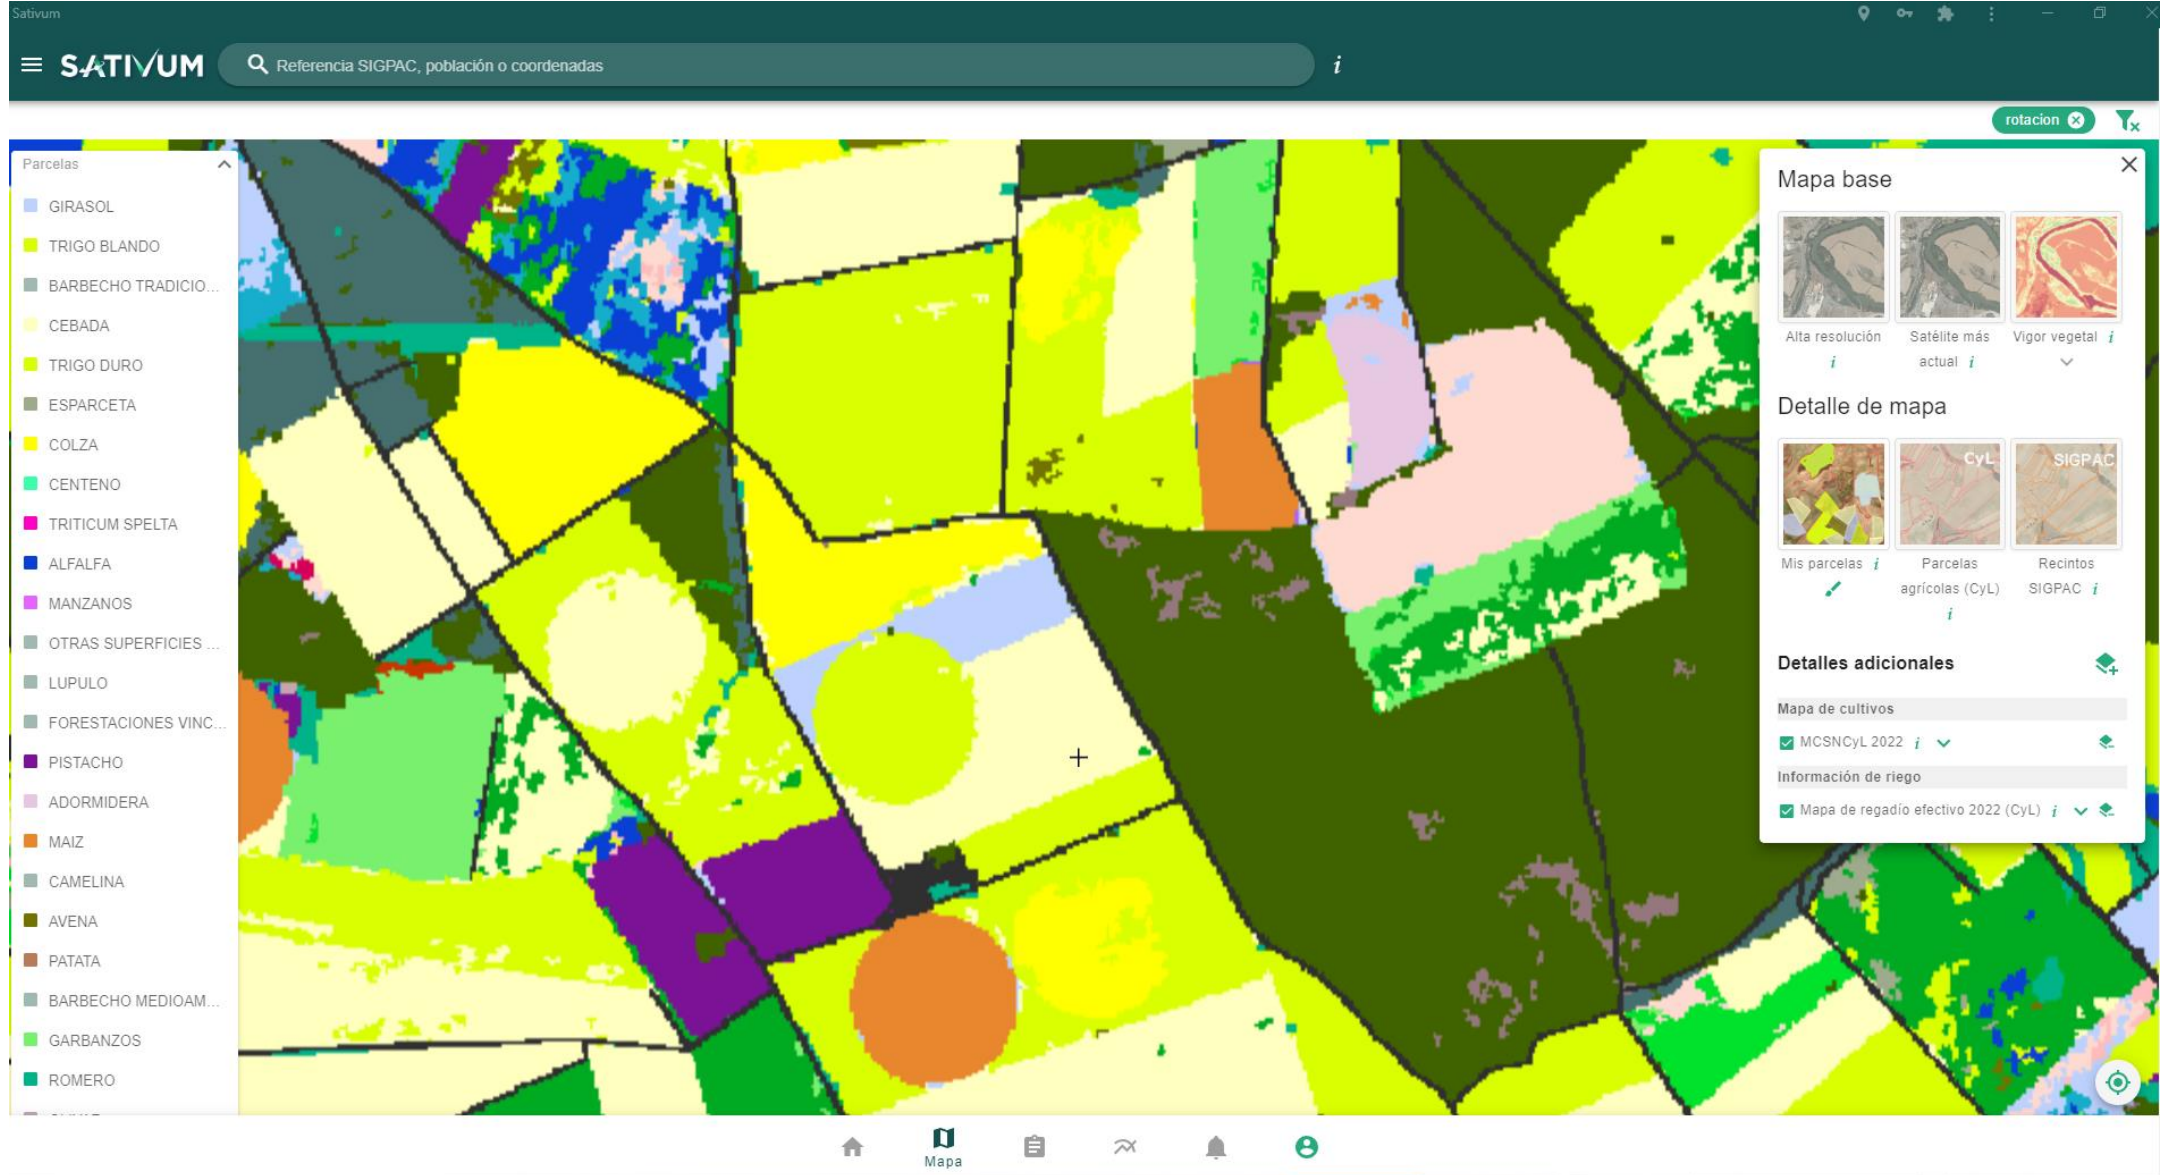 Sativum
SATIVUM
Referencia SIGPAC, población o coordenadas
i
rotacion
Parcelas
GIRASOL
TRIGO BLANDO
BARBECHO TRADICIO...
CEBADA
TRIGO DURO
ESPARCETA
COLZA
CENTENO
TRITICUM SPELTA
ALFALFA
MANZANOS
OTRAS SUPERFICIES ...
LUPULO
FORESTACIONES VINC...
PISTACHO
ADORMIDERA
MAIZ
CAMELINA
AVENA
PATATA
BARBECHO MEDIOAM...
GARBANZOS
ROMERO
Mapa base
Alta resolución i
Satélite más actual i
Vigor vegetal i
Detalle de mapa
CyL
SIGPAC
Mis parcelas i
Parcelas agrícolas (CyL) i
Recintos SIGPAC i
Detalles adicionales
Mapa de cultivos
MCSNCyL 2022 i
Información de riego
Mapa de regadío efectivo 2022 (CyL) i
Mapa